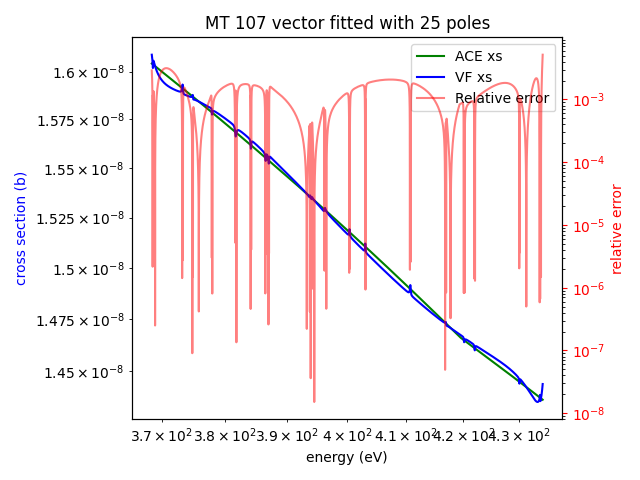 MT 107 vector fitted with 25 poles
ACE xs
VF xs
Relative error
1.6 × 10⁻⁸
1.575 × 10⁻⁸
1.55 × 10⁻⁸
1.525 × 10⁻⁸
1.5 × 10⁻⁸
1.475 × 10⁻⁸
1.45 × 10⁻⁸
cross section (b)
10⁻³
10⁻⁴
10⁻⁵
10⁻⁶
10⁻⁷
10⁻⁸
relative error
3.7 × 10² 3.8 × 10² 3.9 × 10² 4 × 10² 4.1 × 10² 4.2 × 10² 4.3 × 10²
energy (eV)